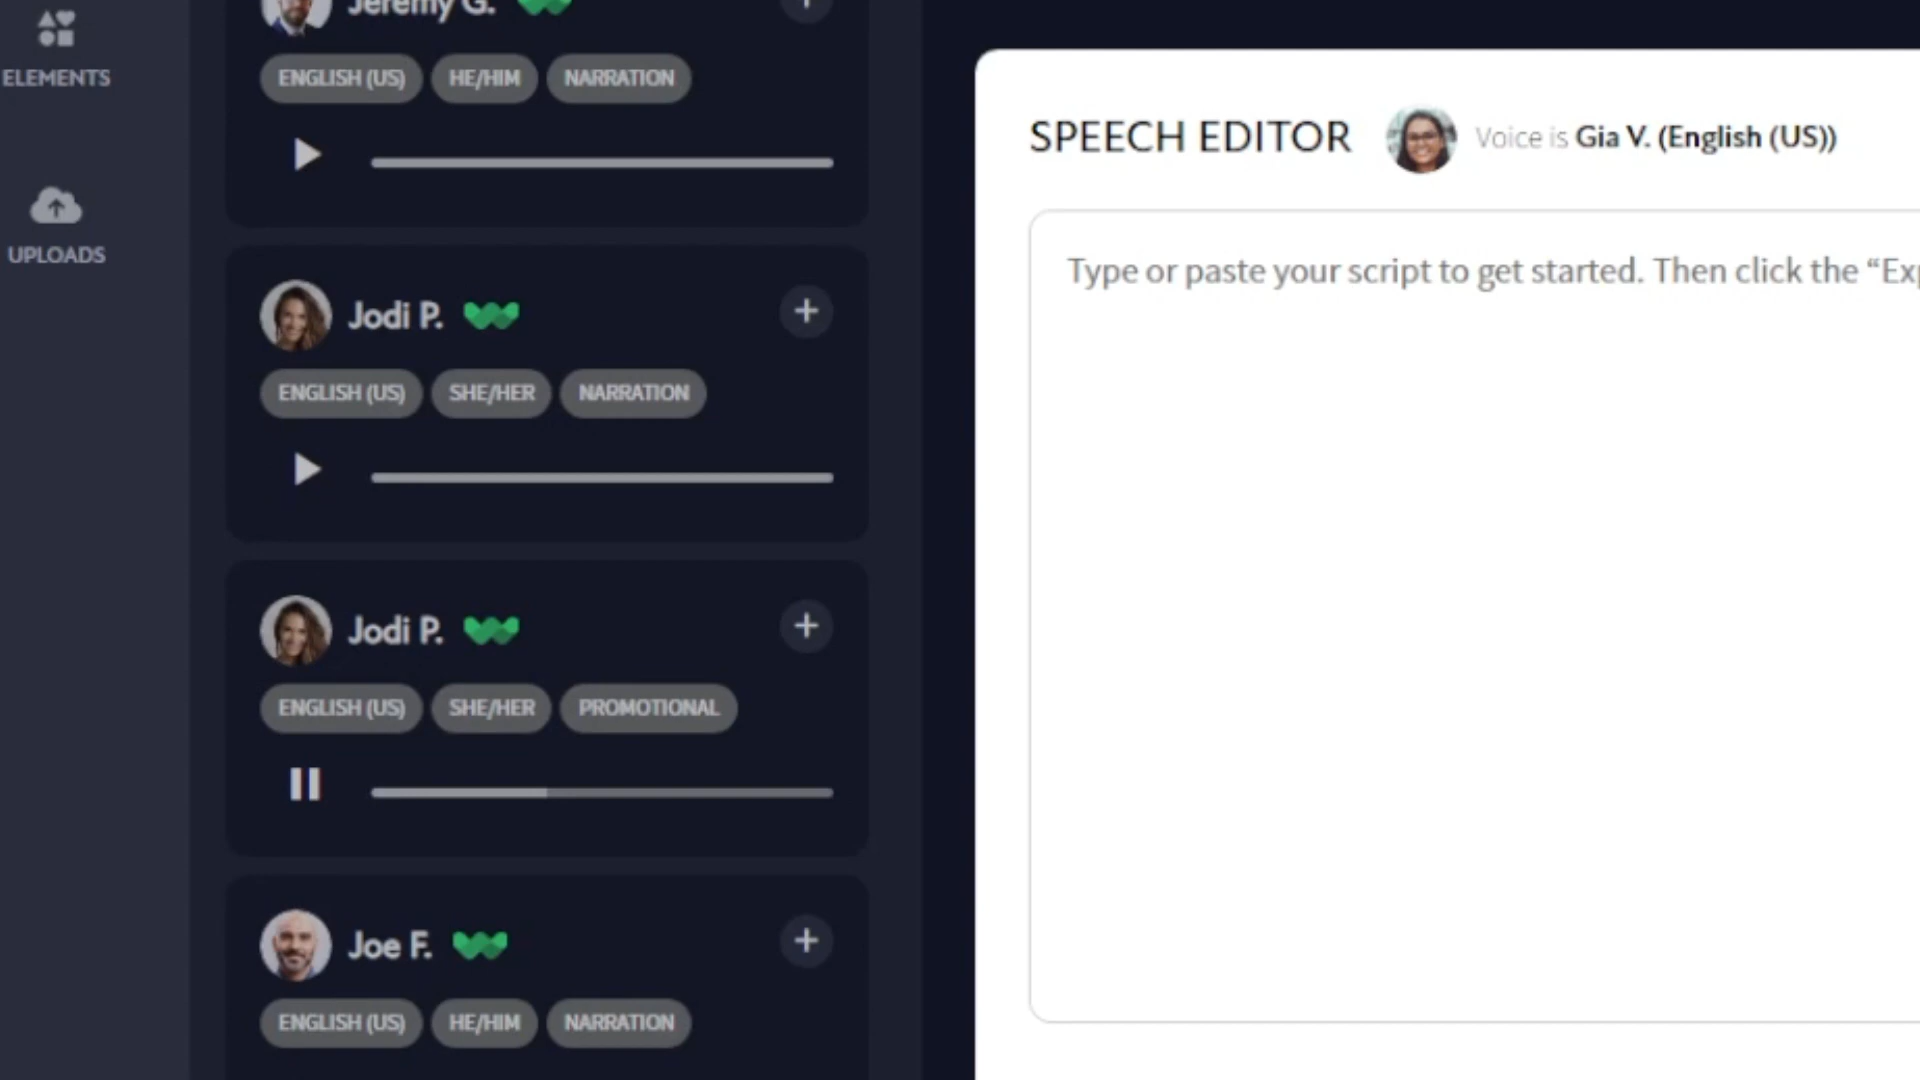 ELEMENTS
UPLOADS
Jeremy G.
ENGLISH (US) HE/HIM NARRATION
Jodi P.
ENGLISH (US) SHE/HER NARRATION
Jodi P.
ENGLISH (US) SHE/HER PROMOTIONAL
Joe F.
ENGLISH (US) HE/HIM NARRATION
SPEECH EDITOR Voice is Gia V. (English (US))
Type or paste your script to get started. Then click the “Exp